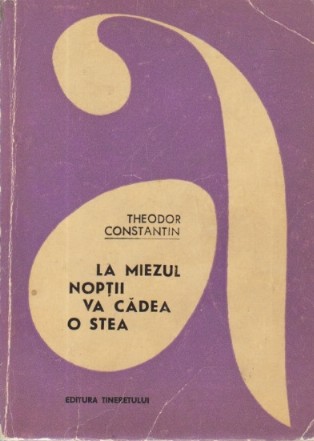 a
THEODOR
CONSTANTIN
LA MIEZUL
NOPȚII
VA CĂDEA
O STEA
EDITURA TINERETULUI